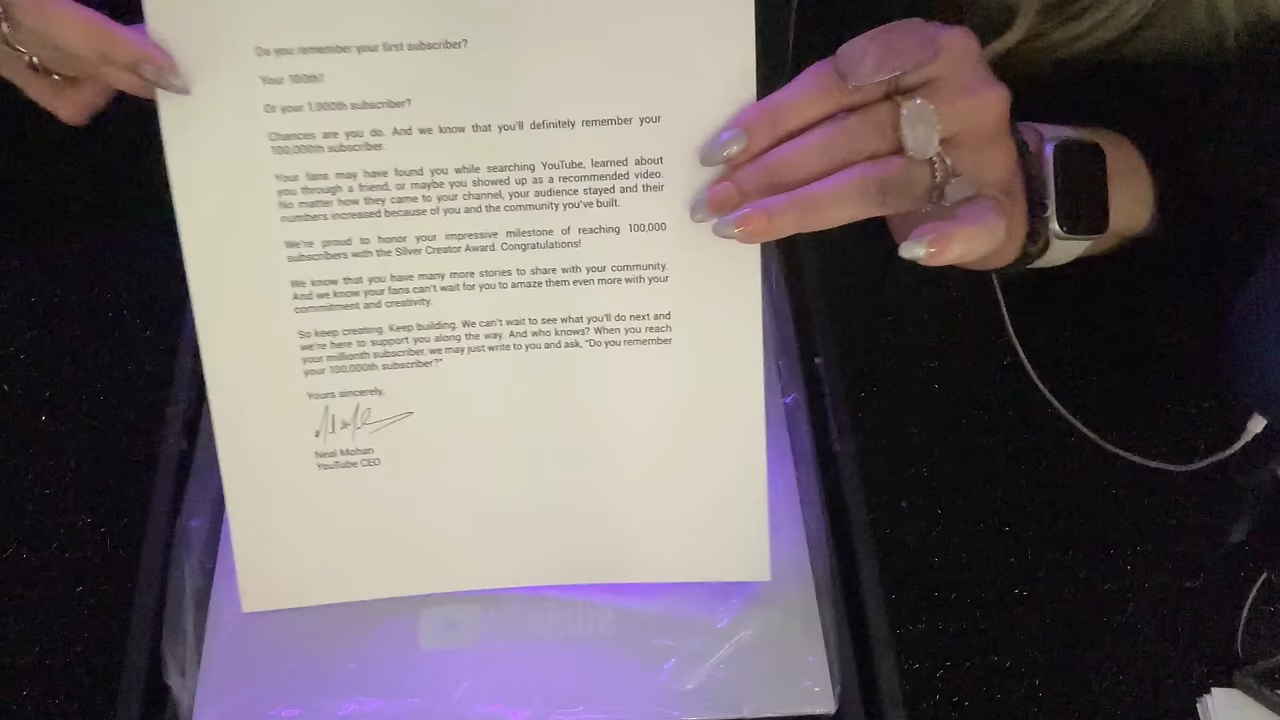 Do you remember your first subscriber?
Your 100th?
Or your 1,000th subscriber?
Chances are you do. And we know that you'll definitely remember your
100,000th subscriber.
Your fans may have found you while searching YouTube, learned about
you through a friend, or maybe you showed up as a recommended video.
No matter how they came to your channel, your audience stayed and their
numbers increased because of you and the community you've built.
We're proud to honor your impressive milestone of reaching 100,000
subscribers with the Silver Creator Award. Congratulations!
We know that you have many more stories to share with your community.
And we know your fans can't wait for you to amaze them even more with your
commitment and creativity.
So keep creating. Keep building. We can't wait to see what you'll do next and
we're here to support you along the way. And who knows? When you reach
your millionth subscriber, we may just write to you and ask, "Do you remember
your 100,000th subscriber?"
Yours sincerely,
Neal Mohan
YouTube CEO